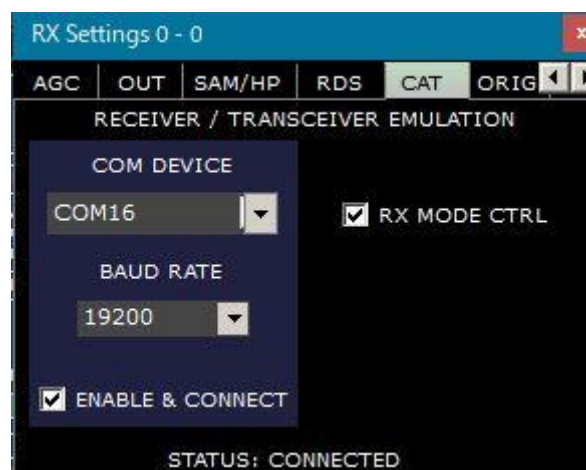 RX Settings 0 - 0
x
AGC OUT SAM/HP RDS CAT ORIG
RECEIVER / TRANSCEIVER EMULATION
COM DEVICE
COM16
RX MODE CTRL
BAUD RATE
19200
ENABLE & CONNECT
STATUS: CONNECTED